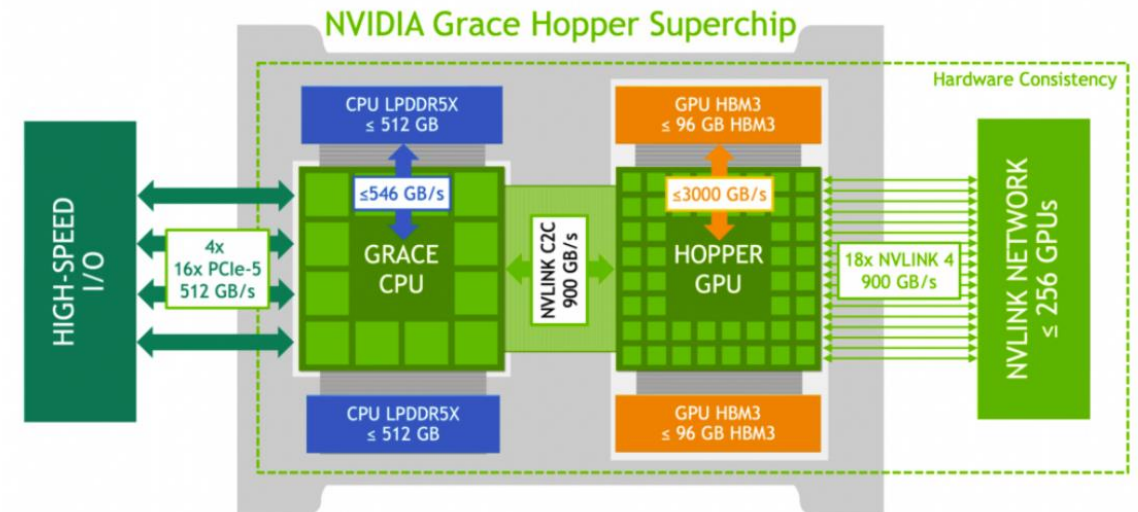 NVIDIA Grace Hopper Superchip
Hardware Consistency
HIGH-SPEED
I/O
4x
16x PCIe-5
512 GB/s
CPU LPDDR5X
≤ 512 GB
≤546 GB/s
GRACE
CPU
CPU LPDDR5X
≤ 512 GB
NVLINK C2C
900 GB/s
GPU HBM3
≤ 96 GB HBM3
≤3000 GB/s
HOPPER
GPU
GPU HBM3
≤ 96 GB HBM3
18x NVLINK 4
900 GB/s
NVLINK NETWORK
≤ 256 GPUs